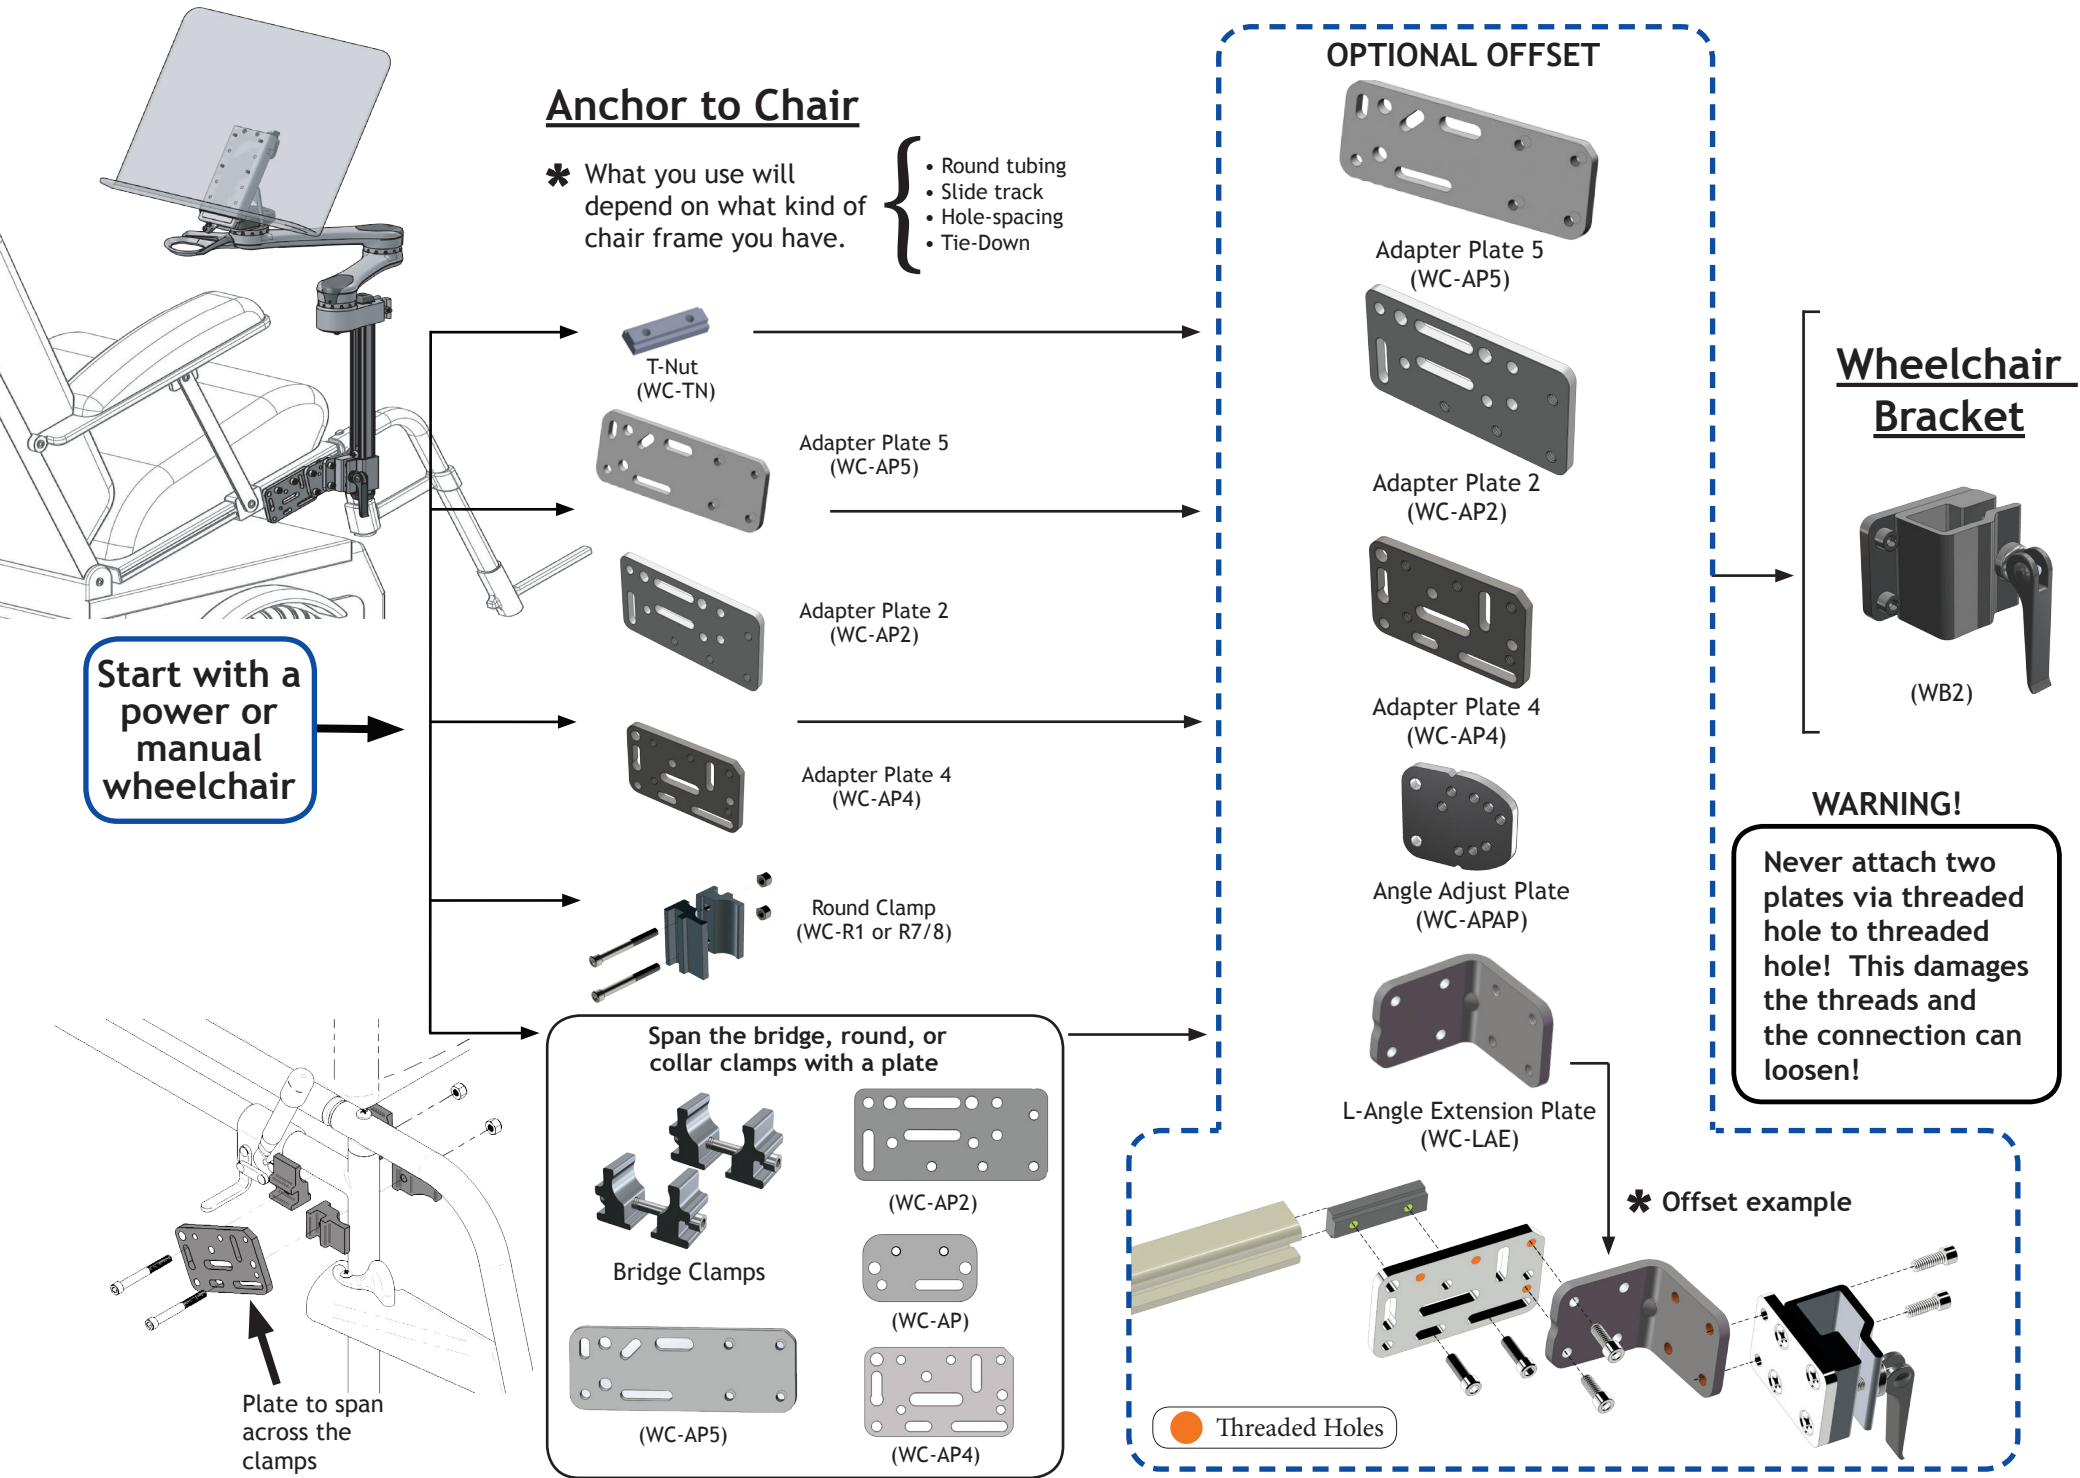 Anchor to Chair
* What you use will
depend on what kind of
chair frame you have.
• Round tubing
• Slide track
• Hole-spacing
• Tie-Down
Start with a
power or
manual
wheelchair
T-Nut
(WC-TN)
Adapter Plate 5
(WC-AP5)
Adapter Plate 2
(WC-AP2)
Adapter Plate 4
(WC-AP4)
Round Clamp
(WC-R1 or R7/8)
Span the bridge, round, or
collar clamps with a plate
Bridge Clamps
(WC-AP2)
(WC-AP)
(WC-AP5)
(WC-AP4)
Plate to span
across the
clamps
OPTIONAL OFFSET
Adapter Plate 5
(WC-AP5)
Adapter Plate 2
(WC-AP2)
Adapter Plate 4
(WC-AP4)
Angle Adjust Plate
(WC-APAP)
L-Angle Extension Plate
(WC-LAE)
* Offset example
Threaded Holes
Wheelchair
Bracket
(WB2)
WARNING!
Never attach two
plates via threaded
hole to threaded
hole! This damages
the threads and
the connection can
loosen!